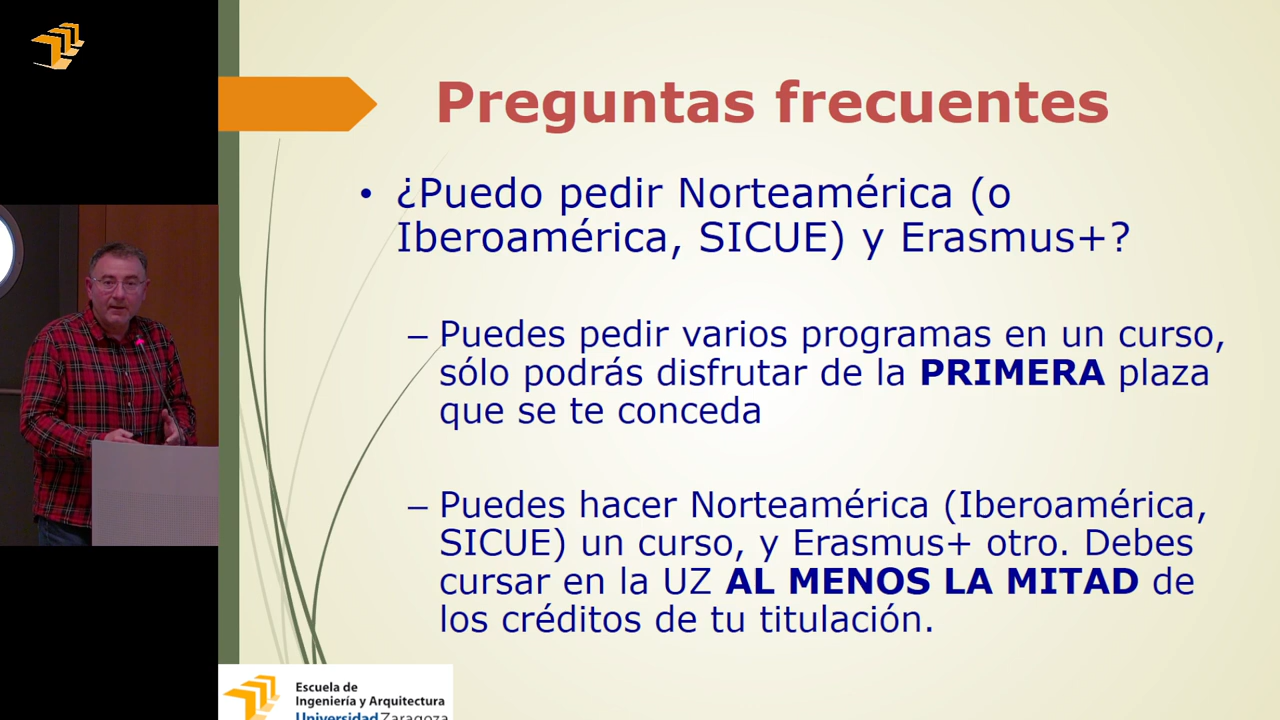 Preguntas frecuentes
• ¿Puedo pedir Norteamérica (o
Iberoamérica, SICUE) y Erasmus+?
– Puedes pedir varios programas en un curso,
sólo podrás disfrutar de la PRIMERA plaza
que se te conceda
– Puedes hacer Norteamérica (Iberoamérica,
SICUE) un curso, y Erasmus+ otro. Debes
cursar en la UZ AL MENOS LA MITAD de
los créditos de tu titulación.
Escuela de
Ingeniería y Arquitectura
Universidad Zaragoza